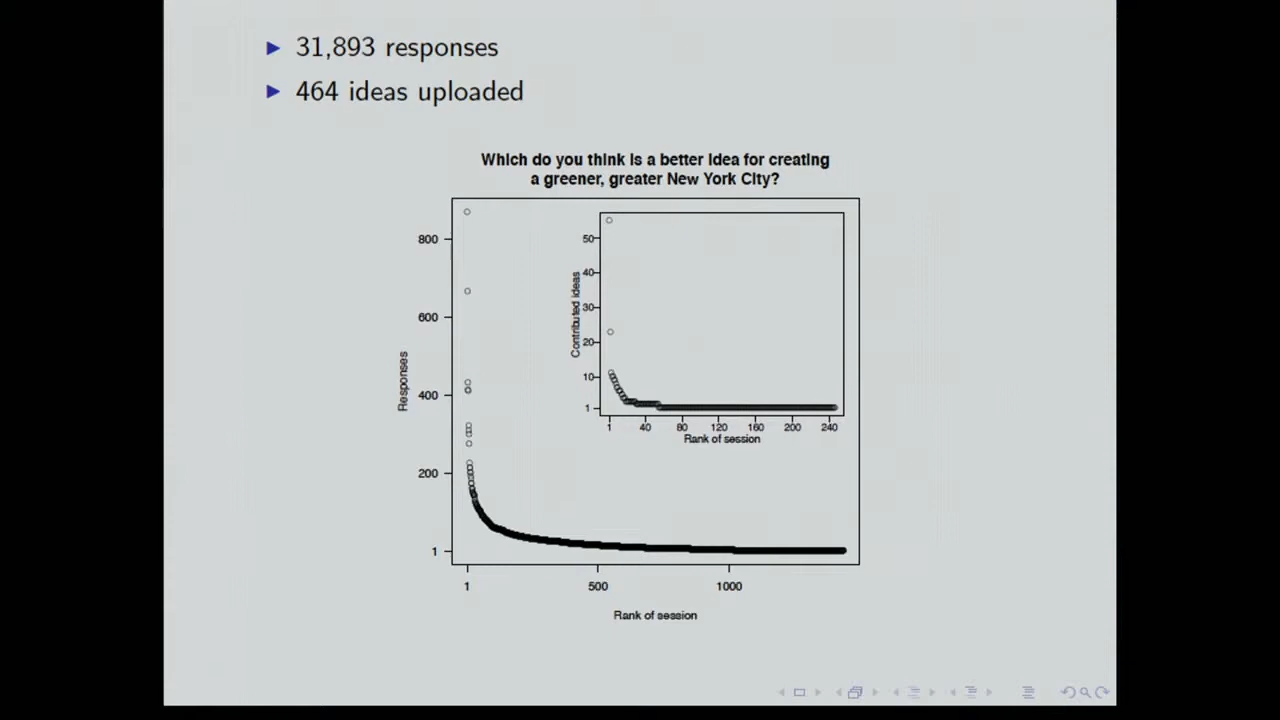 31,893 responses
464 ideas uploaded
Which do you think is a better idea for creating
a greener, greater New York City?
Responses
800
600
400
200
1
1
500
1000
Rank of session
Contributed ideas
50
40
30
20
10
1
1
40
80
120
160
200
240
Rank of session